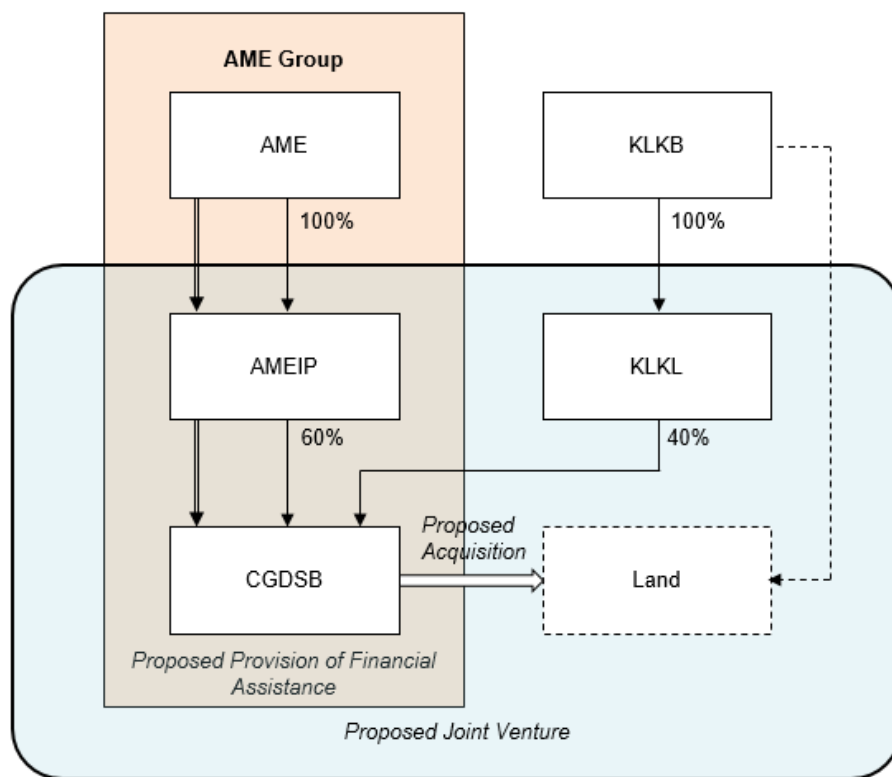 AME Group
AME
KLKB
100%
100%
AMEIP
KLKL
60%
40%
Proposed
Acquisition
CGDSB
Land
Proposed Provision of Financial
Assistance
Proposed Joint Venture